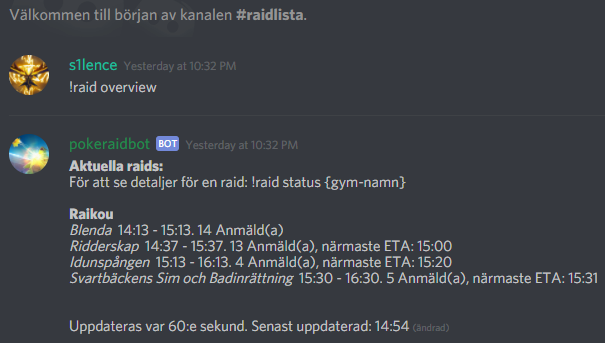 Välkommen till början av kanalen #raidlista.
s1lence Yesterday at 10:32 PM
!raid overview
pokeraidbot BOT Yesterday at 10:32 PM
Aktuella raids:
För att se detaljer för en raid: !raid status {gym-namn}
Raikou
Blenda 14:13 - 15:13. 14 Anmäld(a)
Ridderskap 14:37 - 15:37. 13 Anmäld(a), närmaste ETA: 15:00
Idunspången 15:13 - 16:13. 4 Anmäld(a), närmaste ETA: 15:20
Svartbäckens Sim och Badinrättning 15:30 - 16:30. 5 Anmäld(a), närmaste ETA: 15:31
Uppdateras var 60:e sekund. Senast uppdaterad: 14:54 (ändrad)